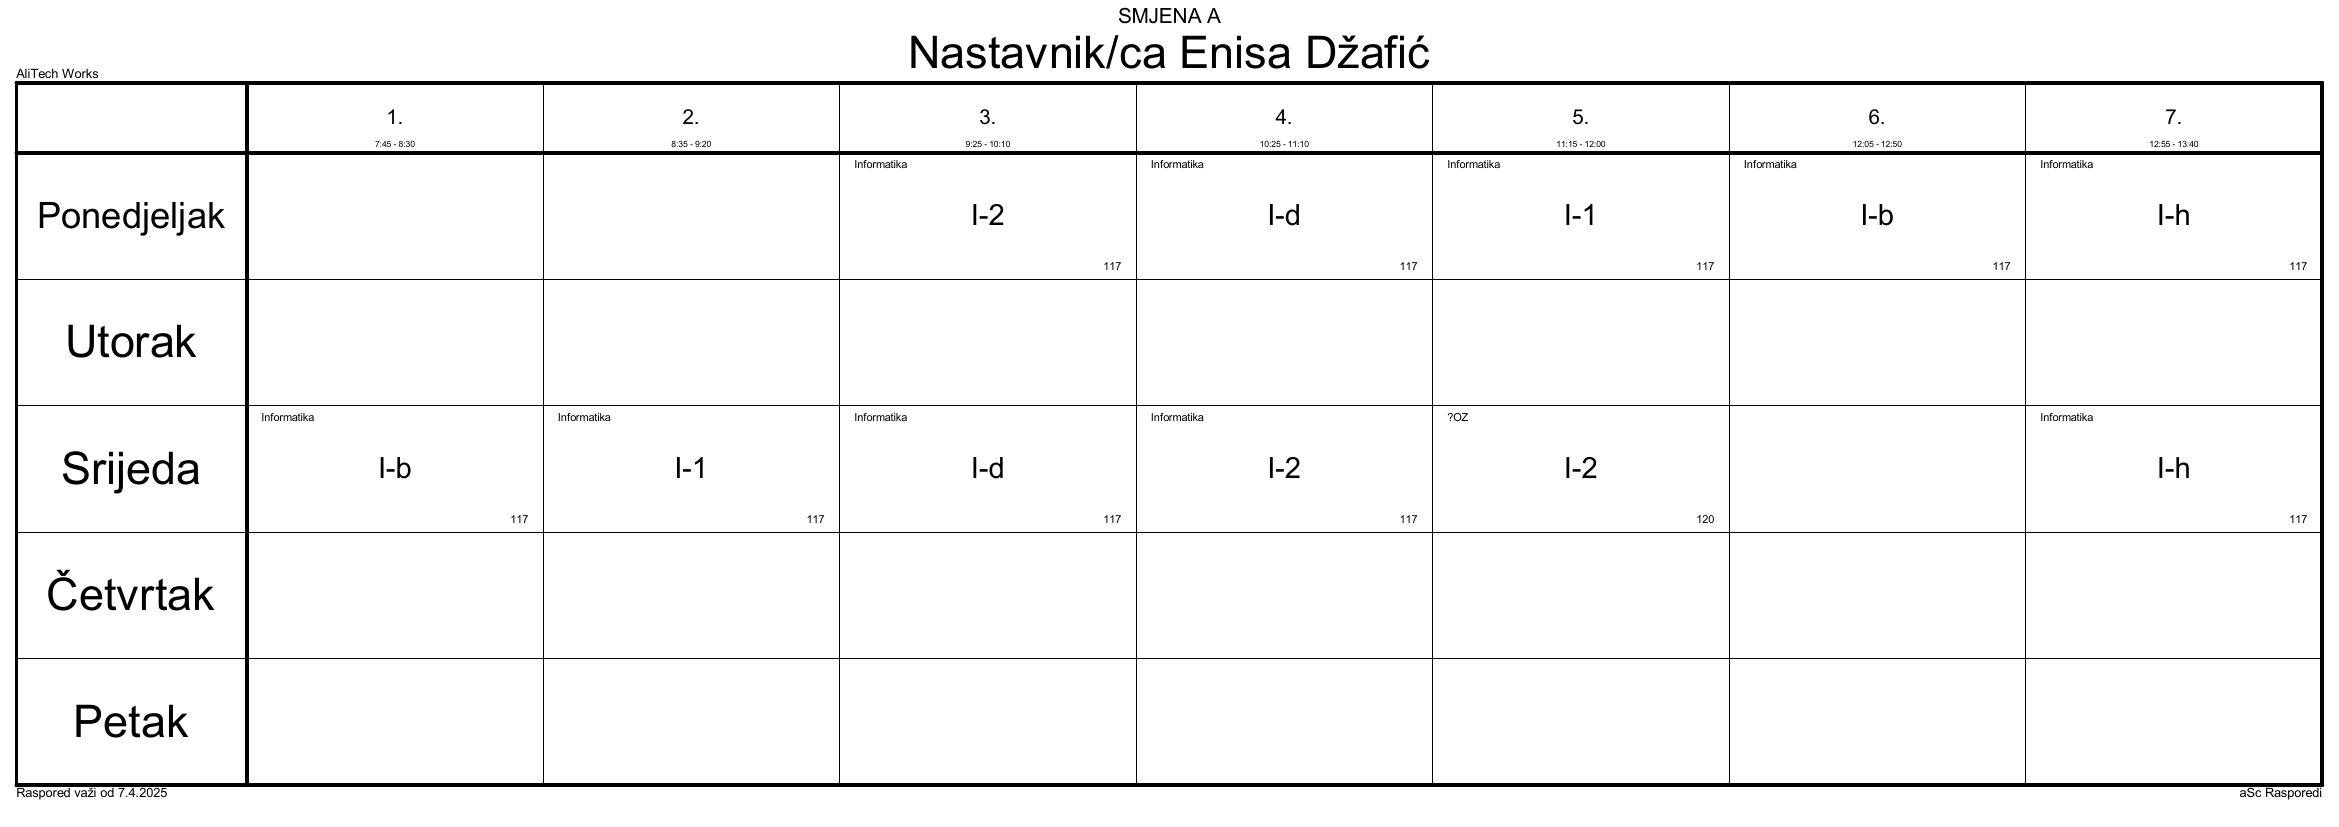 SMJENA A
Nastavnik/ca Enisa Džafić
AliTech Works
1. 2. 3. 4. 5. 6. 7.
7:45 - 8:30 8:35 - 9:20 9:25 - 10:10 10:25 - 11:10 11:15 - 12:00 12:05 - 12:50 12:55 - 13:40
Informatika Informatika Informatika Informatika Informatika
Ponedjeljak I-2 I-d I-1 I-b I-h
117 117 117 117 117
Utorak
Informatika Informatika Informatika Informatika ?OZ Informatika
Srijeda I-b I-1 I-d I-2 I-2 I-h
117 117 117 117 120 117
Četvrtak
Petak
Raspored važi od 7.4.2025 aSc Rasporedi